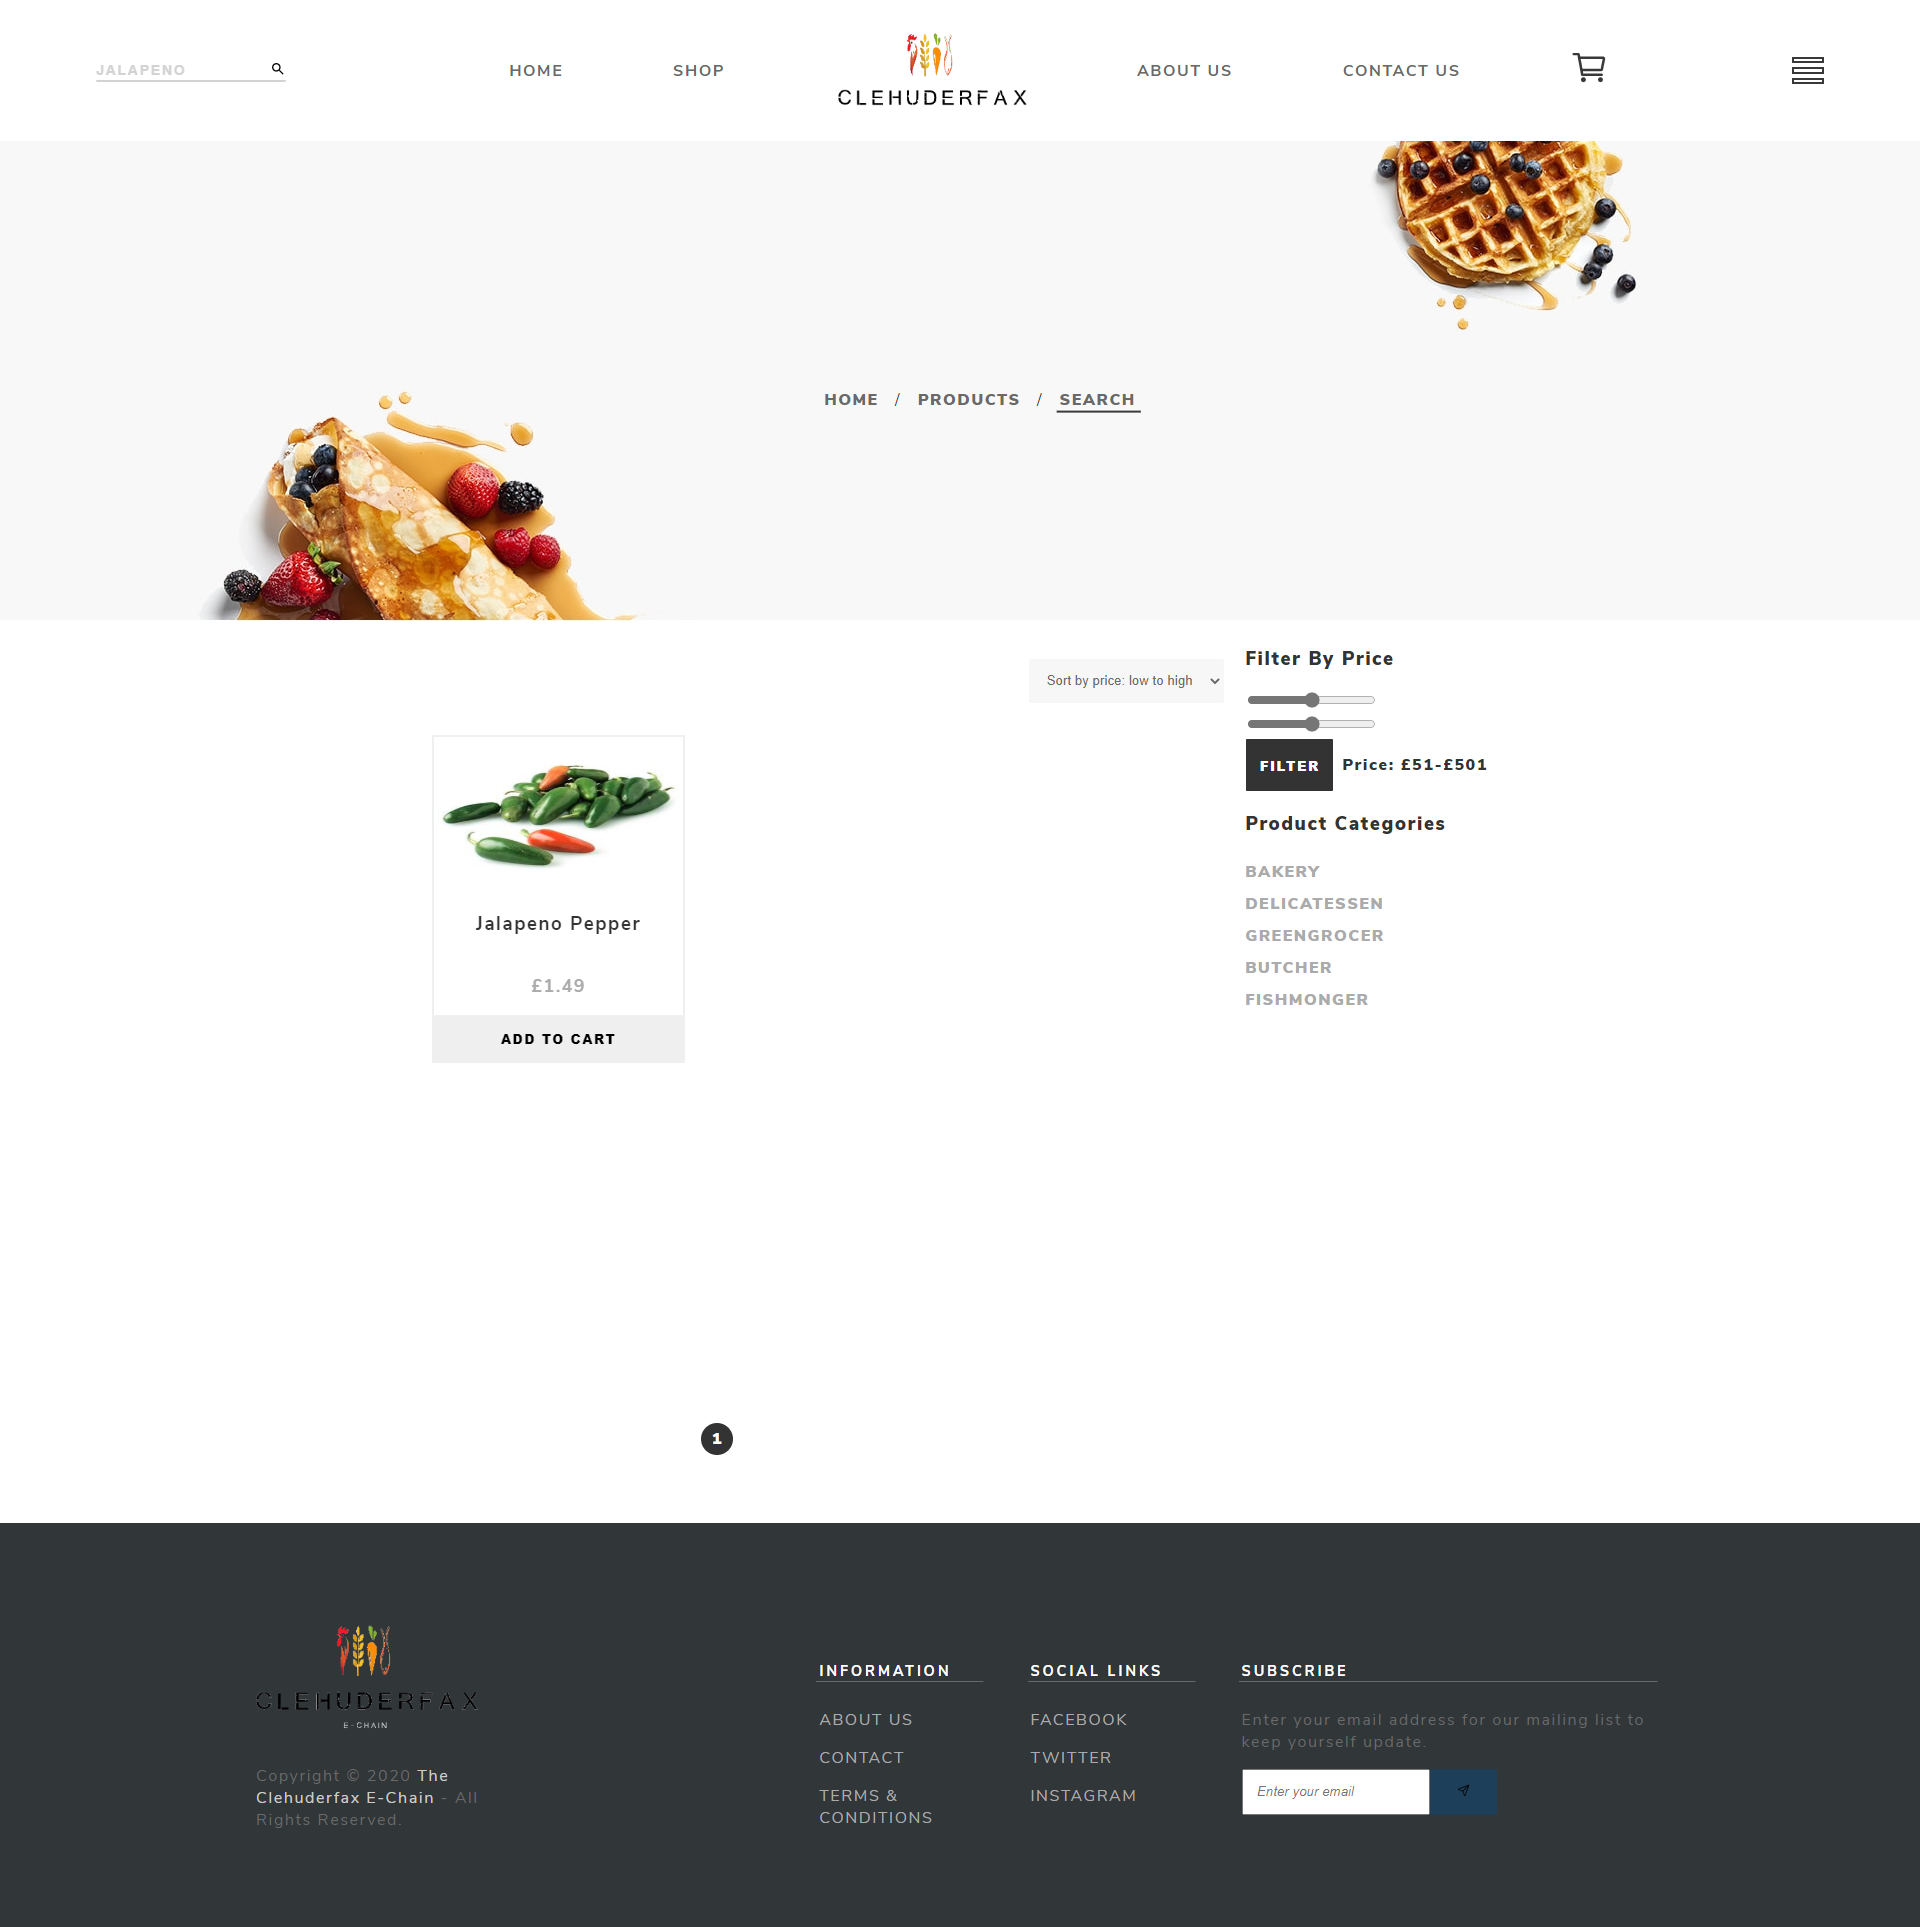 JALAPENO
HOME
SHOP
CLEHUDERFAX
ABOUT US
CONTACT US
HOME / PRODUCTS / SEARCH
Sort by price: low to high
Filter By Price
FILTER
Price: £51-£501
Product Categories
BAKERY
DELICATESSEN
GREENGROCER
BUTCHER
FISHMONGER
Jalapeno Pepper
£1.49
ADD TO CART
1
CLEHUDERFAX
E-CHAIN
Copyright © 2020 The
Clehuderfax E-Chain - All
Rights Reserved.
INFORMATION
ABOUT US
CONTACT
TERMS &
CONDITIONS
SOCIAL LINKS
FACEBOOK
TWITTER
INSTAGRAM
SUBSCRIBE
Enter your email address for our mailing list to
keep yourself update.
Enter your email